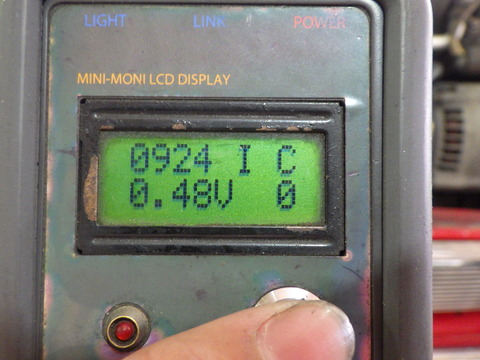 LIGHT LINK POWER
MINI-MONI LCD DISPLAY
0924 I C
0.48V 0